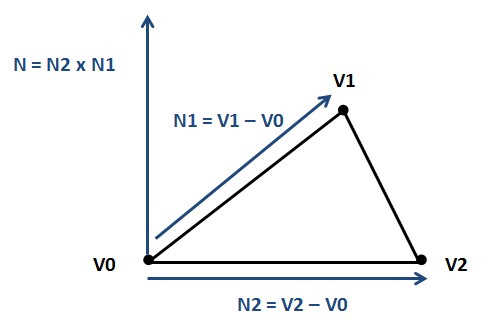 V1
N = N2 x N1
N1 = V1 – V0
V0
V2
N2 = V2 – V0